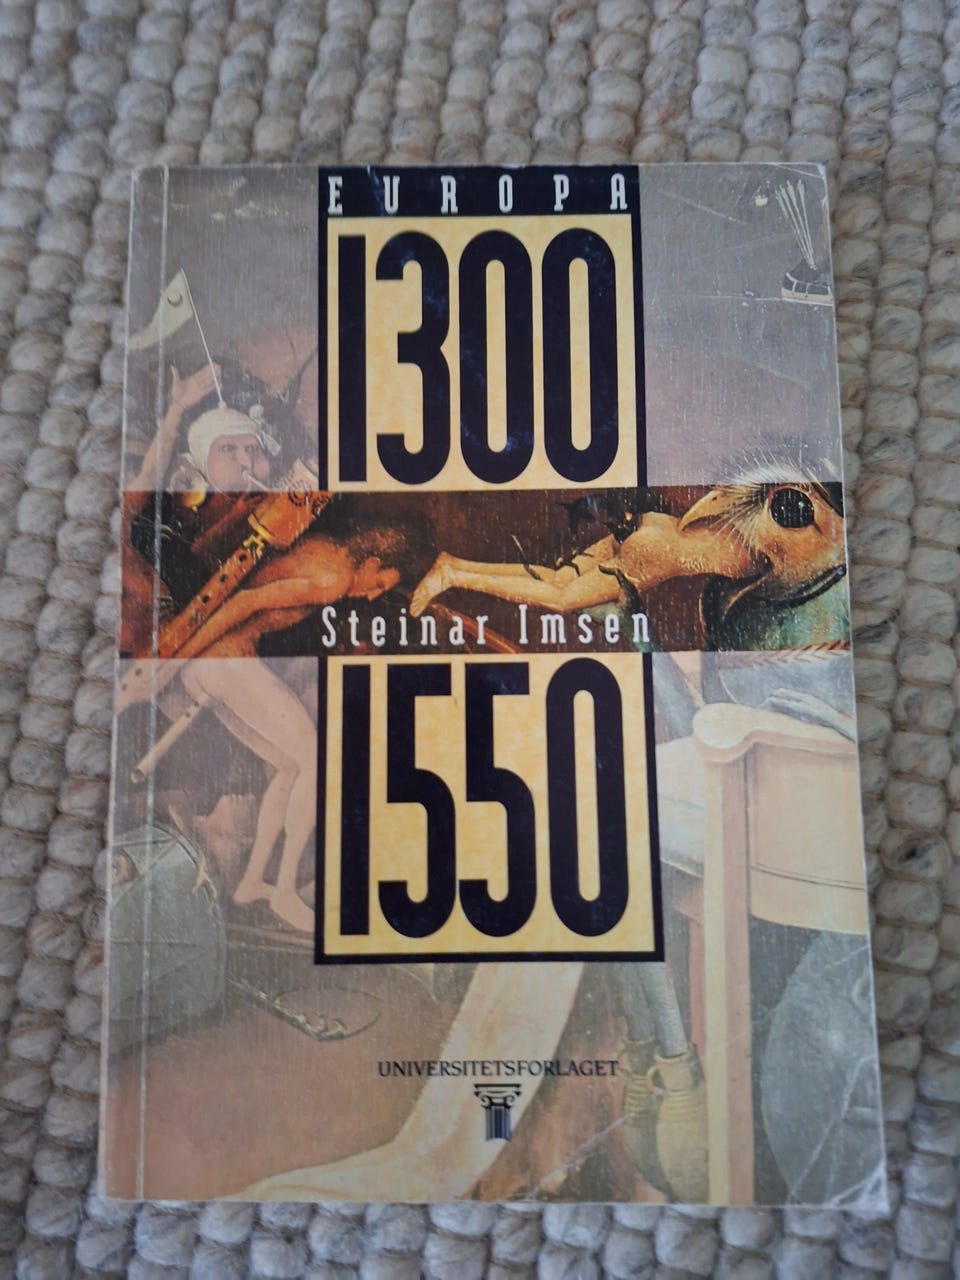 EUROPA
1300
Steinar Imsen
1550
UNIVERSITETSFORLAGET